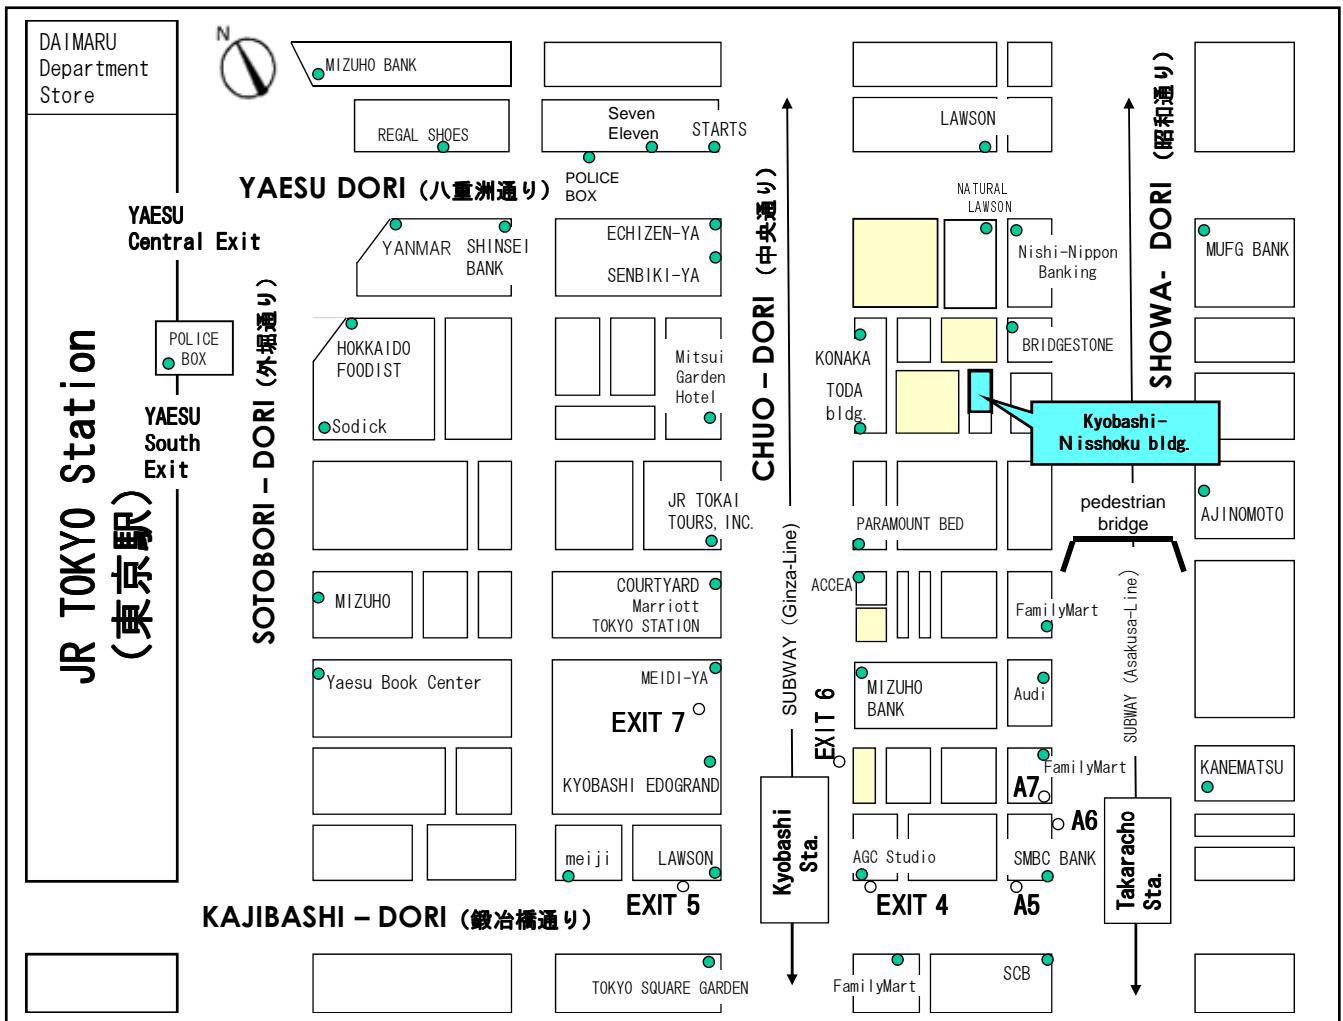 DAIMARU
Department
Store
N
MIZUHO BANK
REGAL SHOES
Seven
Eleven
STARTS
LAWSON
POLICE
BOX
YAESU DORI (八重洲通り)
YAESU
Central Exit
YANMAR
SHINSEI
BANK
ECHIZEN-YA
SENBIKI-YA
CHUO – DORI (中央通り)
NATURAL
LAWSON
Nishi-Nippon
Banking
SHOWA- DORI (昭和通り)
MUFG BANK
POLICE
BOX
YAESU
South
Exit
JR TOKYO Station
(東京駅)
SOTOBORI – DORI (外堀通り)
HOKKAIDO
FOODIST
Sodick
Mitsui
Garden
Hotel
KONAKA
TODA
bldg.
BRIDGESTONE
Kyobashi-
Nisshoku bldg.
JR TOKAI
TOURS, INC.
PARAMOUNT BED
pedestrian
bridge
AJINOMOTO
MIZUHO
COURTYARD
Marriott
TOKYO STATION
SUBWAY (Ginza-Line)
ACCEA
FamilyMart
SUBWAY (Asakusa-Line)
Yaesu Book Center
MEIDI-YA
EXIT 7
KYOBASHI EDOGRAND
EXIT 6
MIZUHO
BANK
Audi
FamilyMart
A7
A6
KANEMATSU
Kyobashi
Sta.
Takaracho
Sta.
meiji
LAWSON
AGC Studio
SMBC BANK
KAJIBASHI – DORI (鍛冶橋通り)
EXIT 5
EXIT 4
A5
TOKYO SQUARE GARDEN
FamilyMart
SCB